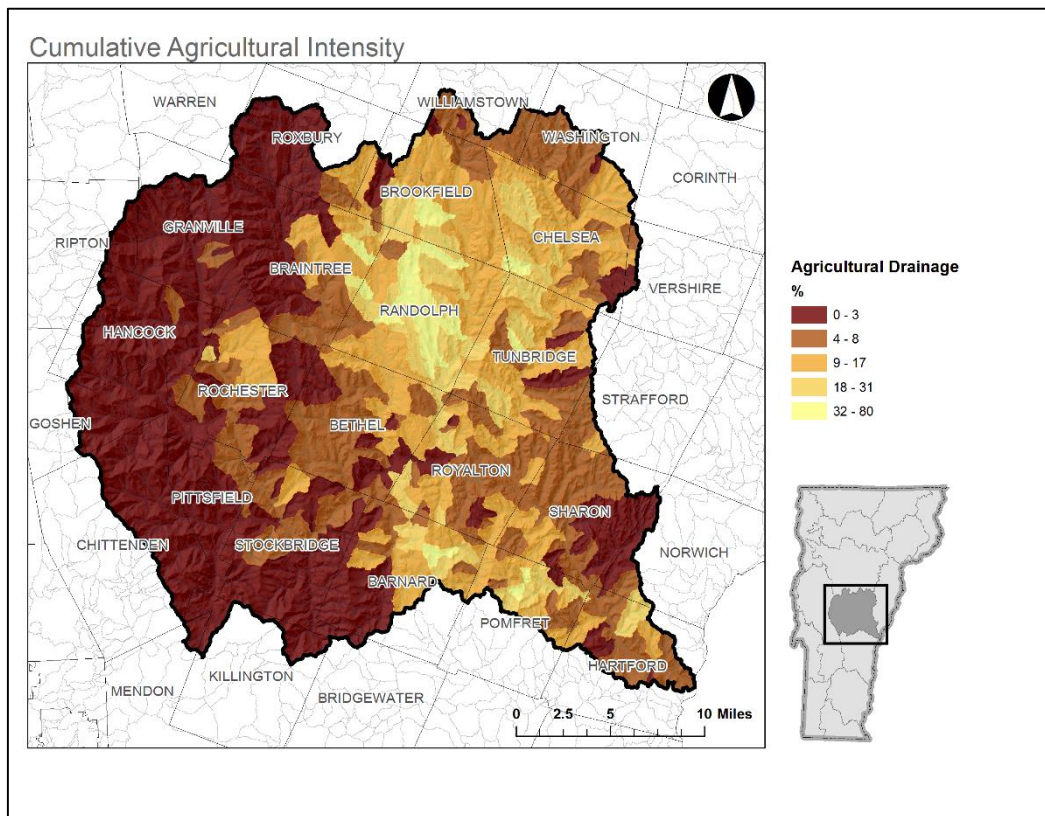 Cumulative Agricultural Intensity
WARREN
WILLIAMSTOWN
ROXBURY
WASHINGTON
CORINTH
BROOKFIELD
GRANVILLE
RIPTON
CHELSEA
BRAINTREE
VERSHIRE
RANDOLPH
HANCOCK
TUNBRIDGE
ROCHESTER
STRAFFORD
GOSHEN
BETHEL
ROYALTON
PITTSFIELD
SHARON
CHITTENDEN
STOCKBRIDGE
NORWICH
BARNARD
POMFRET
HARTFORD
KILLINGTON
MENDON
BRIDGEWATER
0 2.5 5 10 Miles
Agricultural Drainage
%
0 - 3
4 - 8
9 - 17
18 - 31
32 - 80